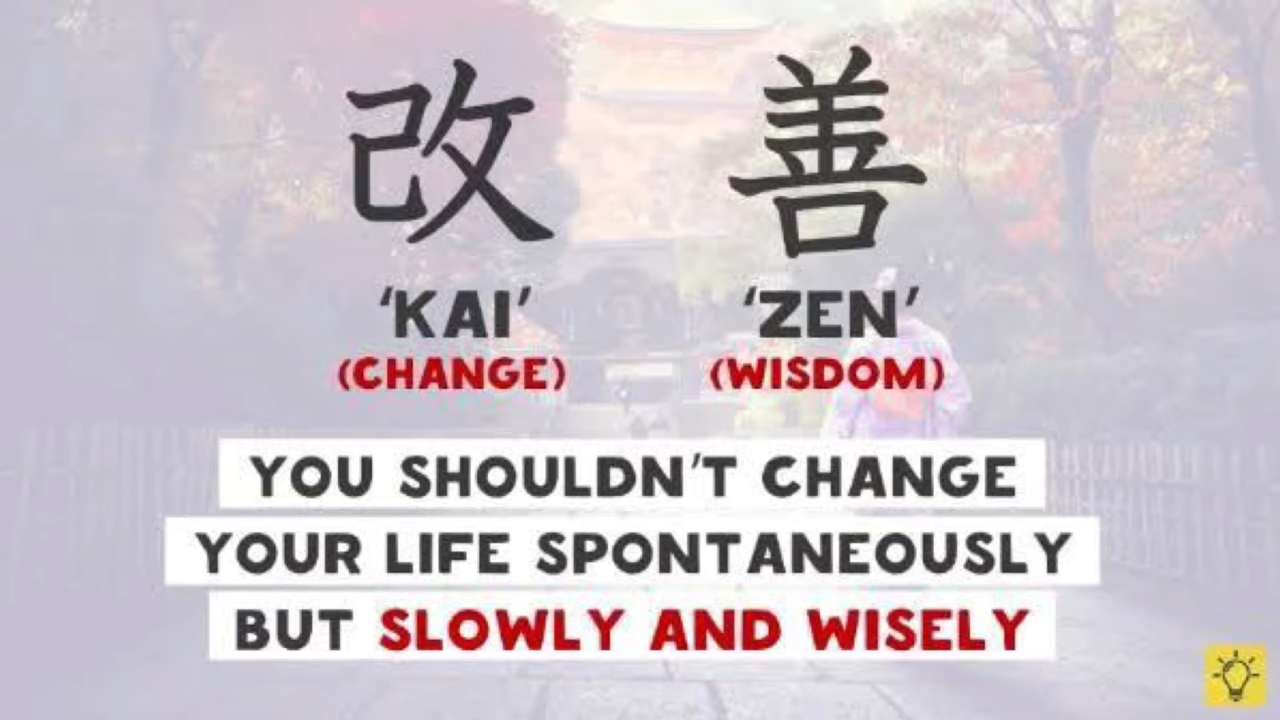 改 善
'KAI' 'ZEN'
(CHANGE) (WISDOM)
YOU SHOULDN'T CHANGE
YOUR LIFE SPONTANEOUSLY
BUT SLOWLY AND WISELY